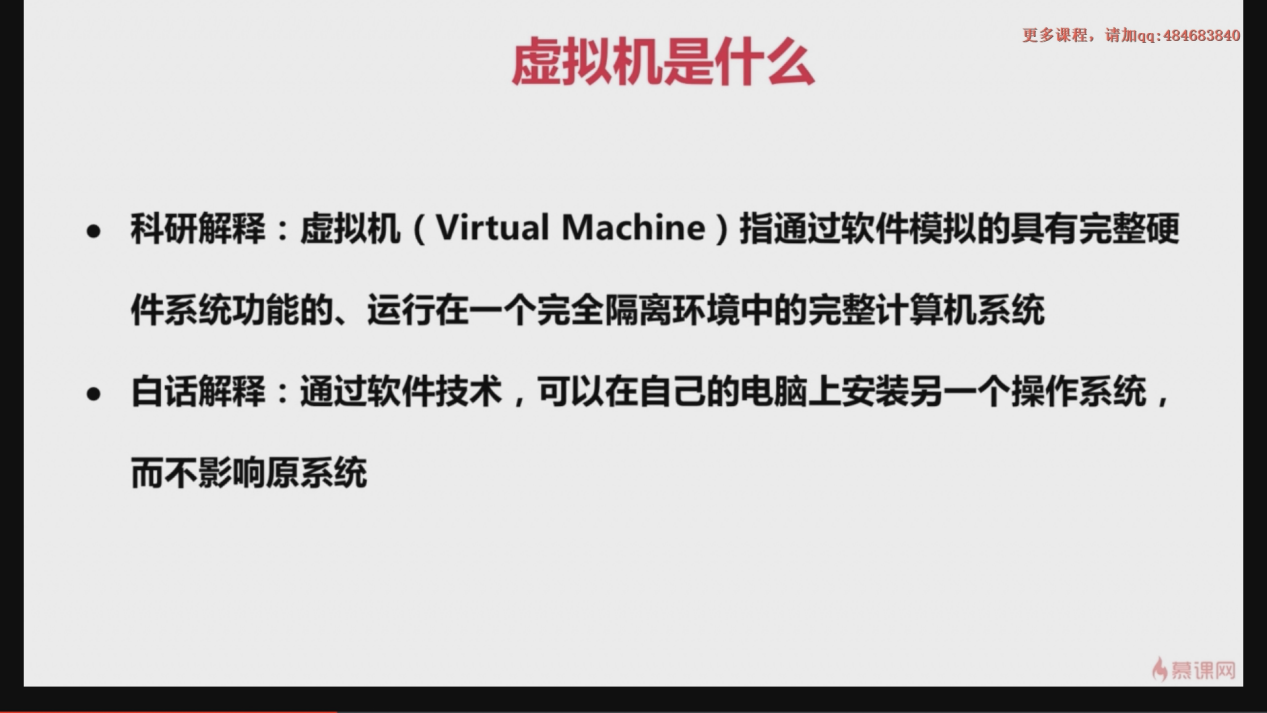 更多课程，请加qq:484683840
虚拟机是什么
● 科研解释：虚拟机（Virtual Machine）指通过软件模拟的具有完整硬
件系统功能的、运行在一个完全隔离环境中的完整计算机系统
● 白话解释：通过软件技术，可以在自己的电脑上安装另一个操作系统，
而不影响原系统
慕课网